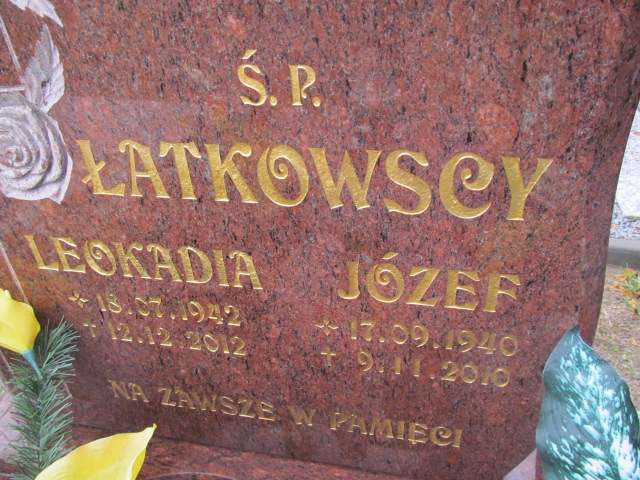 Ś. P.
ŁATKOWSCY
LEOKADIA
* 18.07.1942
† 12.12.2012
JÓZEF
* 17.09.1940
† 9.11.2010
NA ZAWSZE W PAMIĘCI